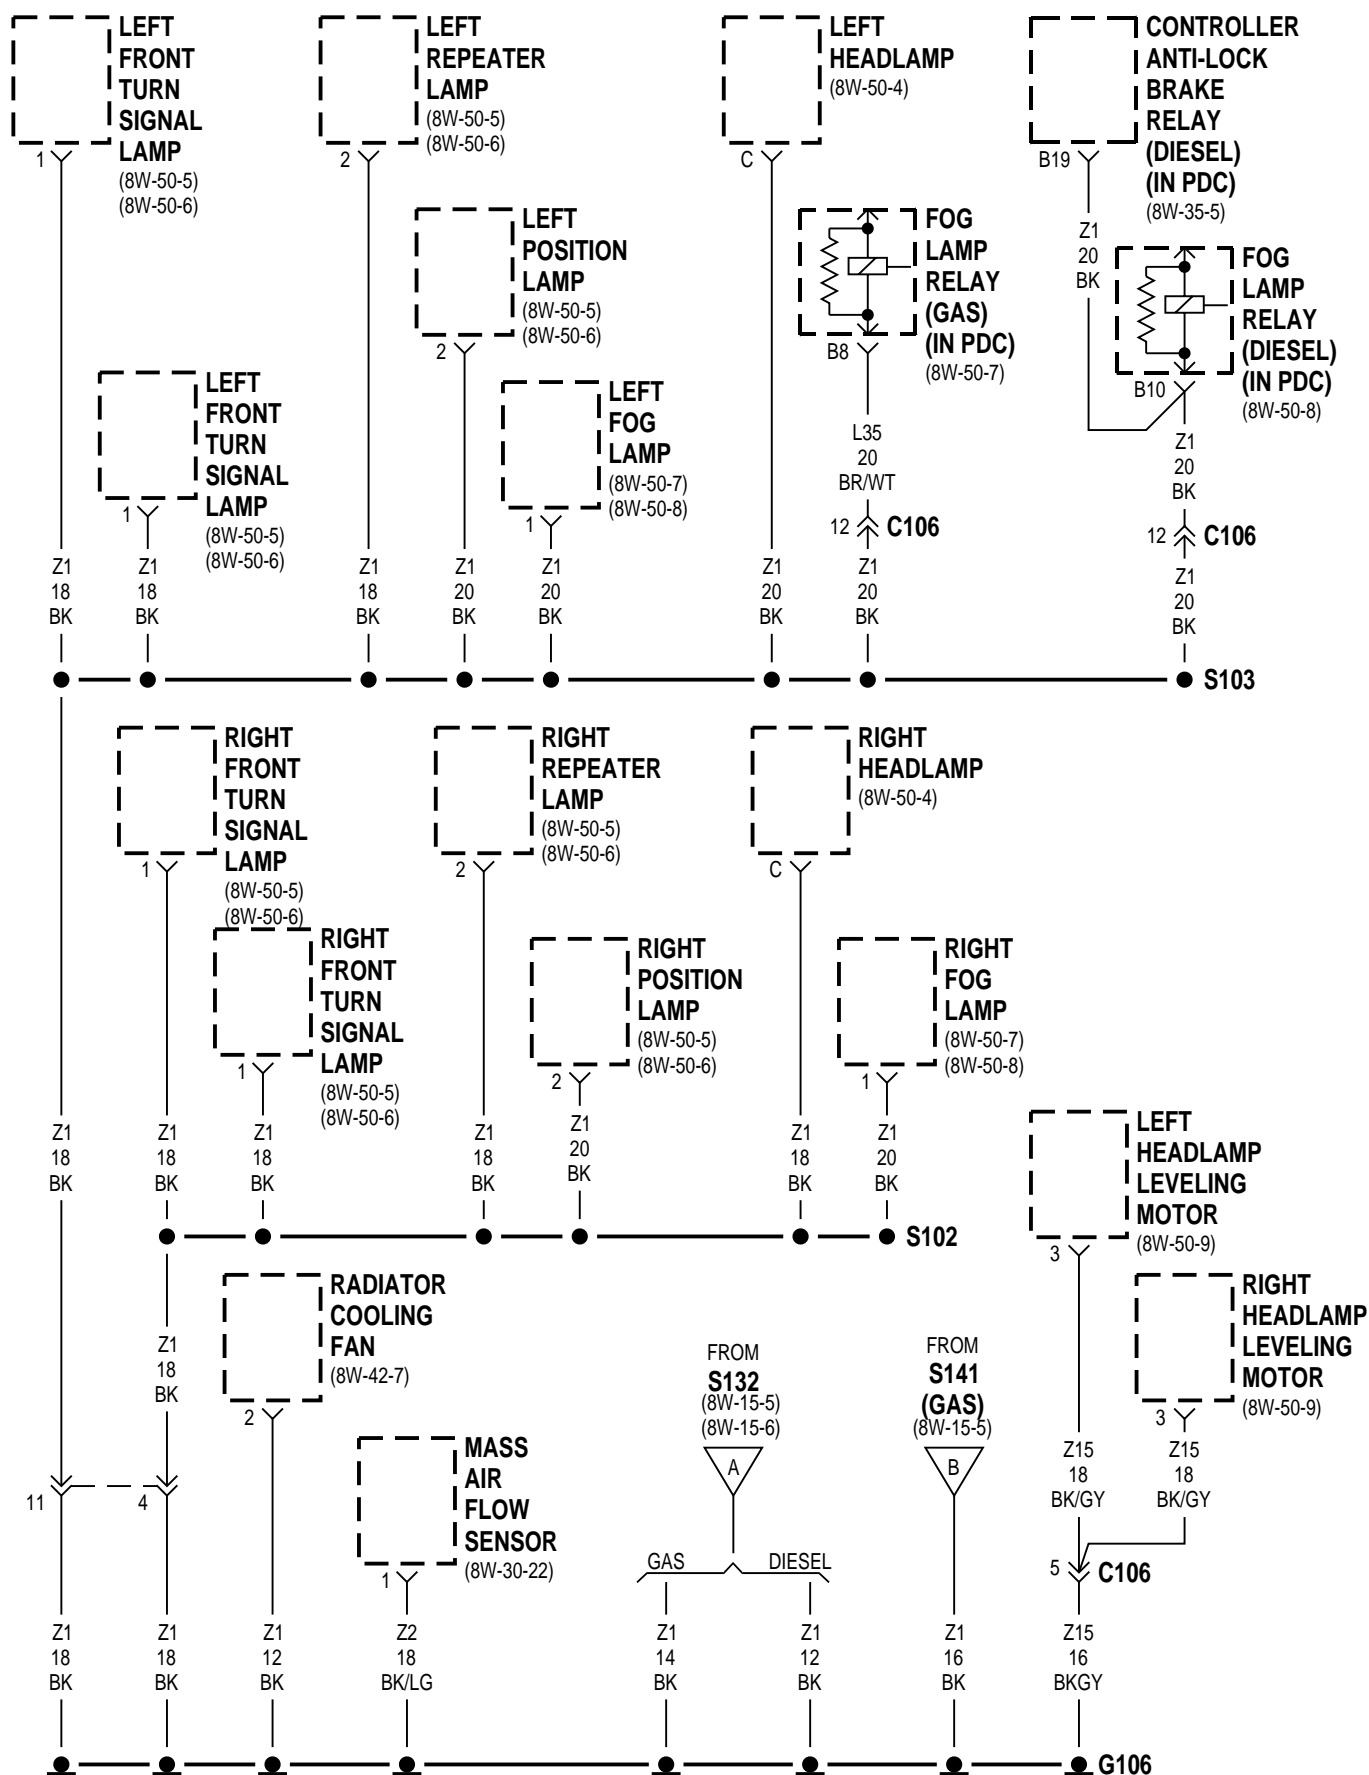 LEFT
FRONT
TURN
SIGNAL
LAMP
(8W-50-5)
(8W-50-6)
1
LEFT
REPEATER
LAMP
(8W-50-5)
(8W-50-6)
2
LEFT
HEADLAMP
(8W-50-4)
C
CONTROLLER
ANTI-LOCK
BRAKE
RELAY
(DIESEL)
(IN PDC)
(8W-35-5)
B19
Z1
20
BK
LEFT
POSITION
LAMP
(8W-50-5)
(8W-50-6)
2
FOG
LAMP
RELAY
(GAS)
(IN PDC)
(8W-50-7)
B8
L35
20
BR/WT
12
C106
FOG
LAMP
RELAY
(DIESEL)
(IN PDC)
(8W-50-8)
B10
Z1
20
BK
12
C106
LEFT
FRONT
TURN
SIGNAL
LAMP
(8W-50-5)
(8W-50-6)
1
LEFT
FOG
LAMP
(8W-50-7)
(8W-50-8)
1
Z1
18
BK
Z1
18
BK
Z1
18
BK
Z1
20
BK
Z1
20
BK
Z1
20
BK
Z1
20
BK
Z1
20
BK
S103
RIGHT
FRONT
TURN
SIGNAL
LAMP
(8W-50-5)
(8W-50-6)
1
RIGHT
REPEATER
LAMP
(8W-50-5)
(8W-50-6)
2
RIGHT
HEADLAMP
(8W-50-4)
C
RIGHT
FRONT
TURN
SIGNAL
LAMP
(8W-50-5)
(8W-50-6)
1
RIGHT
POSITION
LAMP
(8W-50-5)
(8W-50-6)
2
RIGHT
FOG
LAMP
(8W-50-7)
(8W-50-8)
1
Z1
18
BK
Z1
18
BK
Z1
18
BK
Z1
18
BK
Z1
20
BK
Z1
18
BK
Z1
20
BK
S102
LEFT
HEADLAMP
LEVELING
MOTOR
(8W-50-9)
3
RIGHT
HEADLAMP
LEVELING
MOTOR
(8W-50-9)
3
Z1
18
BK
RADIATOR
COOLING
FAN
(8W-42-7)
2
FROM
S132
(8W-15-5)
(8W-15-6)
A
FROM
S141
(GAS)
(8W-15-5)
B
Z15
18
BK/GY
Z15
18
BK/GY
11
4
MASS
AIR
FLOW
SENSOR
(8W-30-22)
1
GAS
DIESEL
5
C106
Z1
18
BK
Z1
18
BK
Z1
12
BK
Z2
18
BK/LG
Z1
14
BK
Z1
12
BK
Z1
16
BK
Z15
16
BKGY
G106